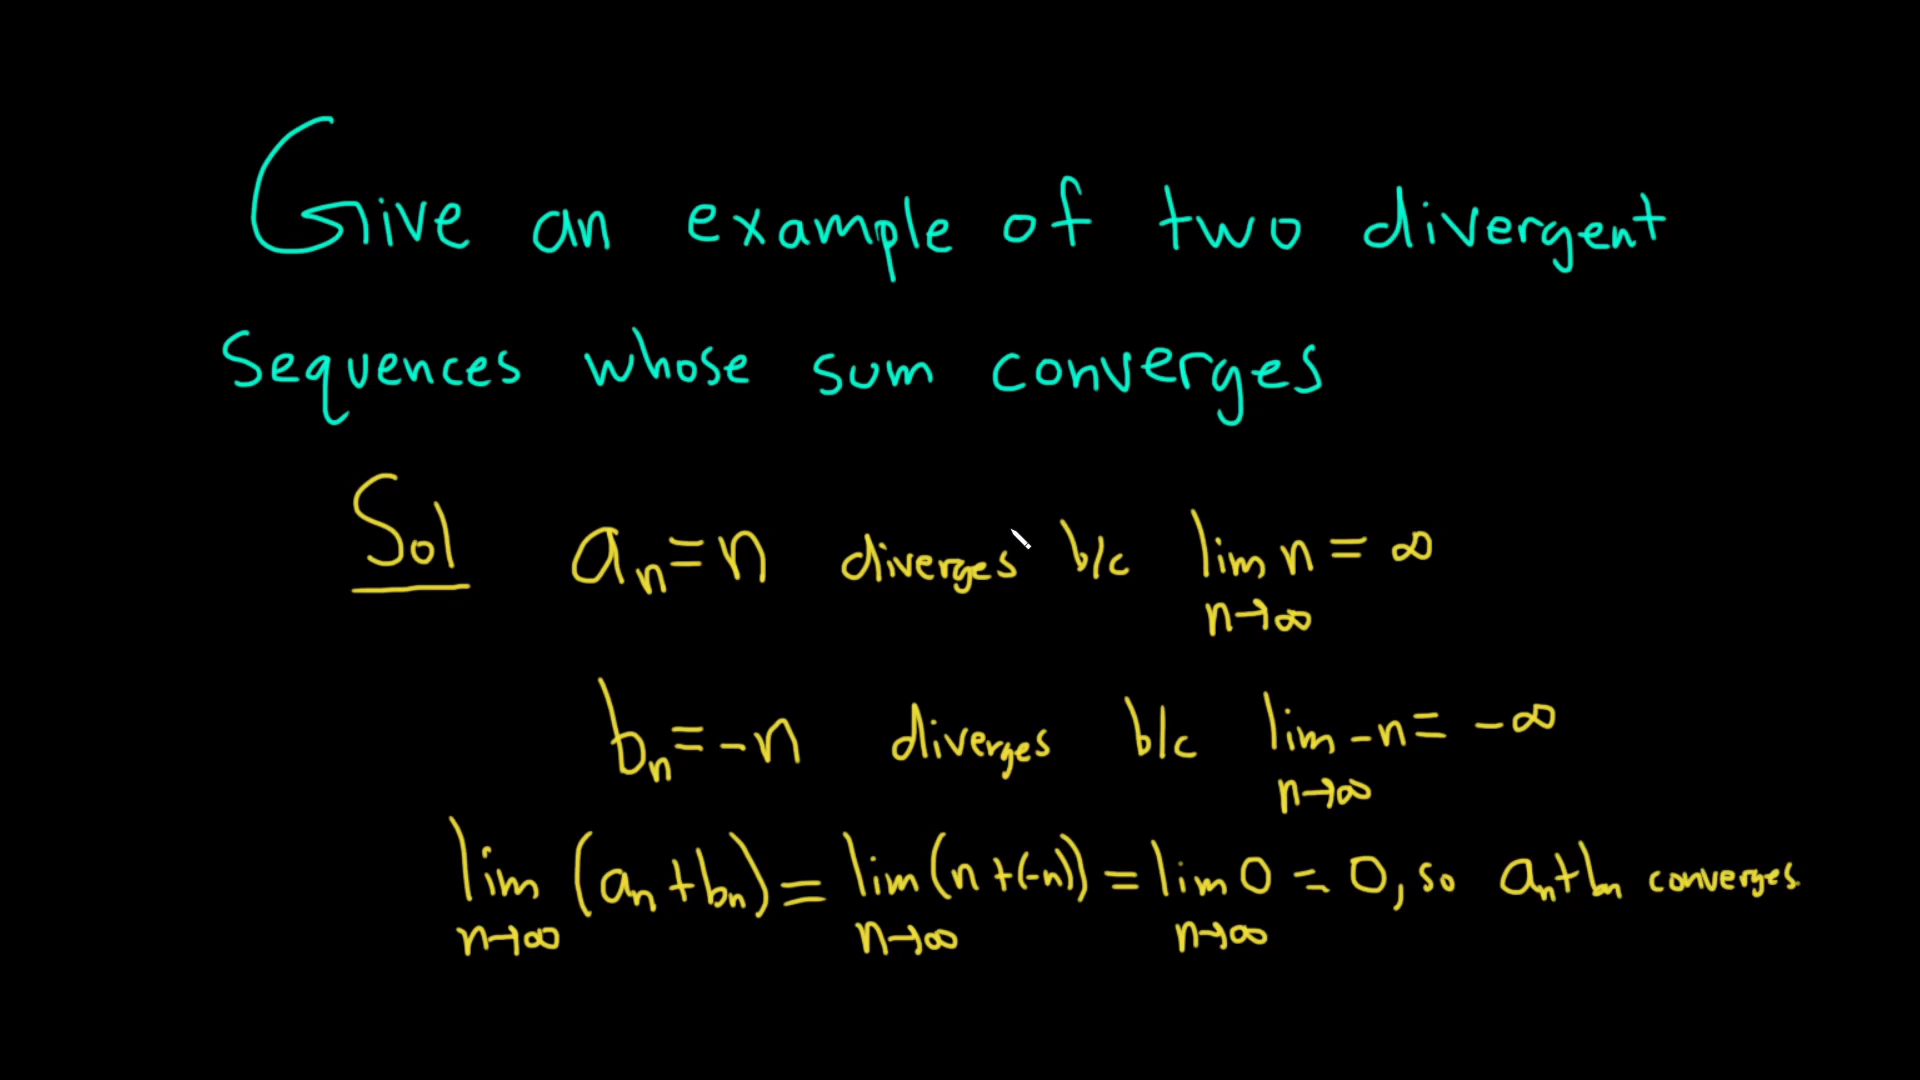 Give an example of two divergent
sequences whose sum converges
Sol aₙ = n diverges b/c lim n = ∞
n→∞
bₙ = -n diverges b/c lim -n = -∞
n→∞
lim (aₙ + bₙ) = lim (n + (-n)) = lim 0 = 0, so aₙ + bₙ converges.
n→∞ n→∞ n→∞